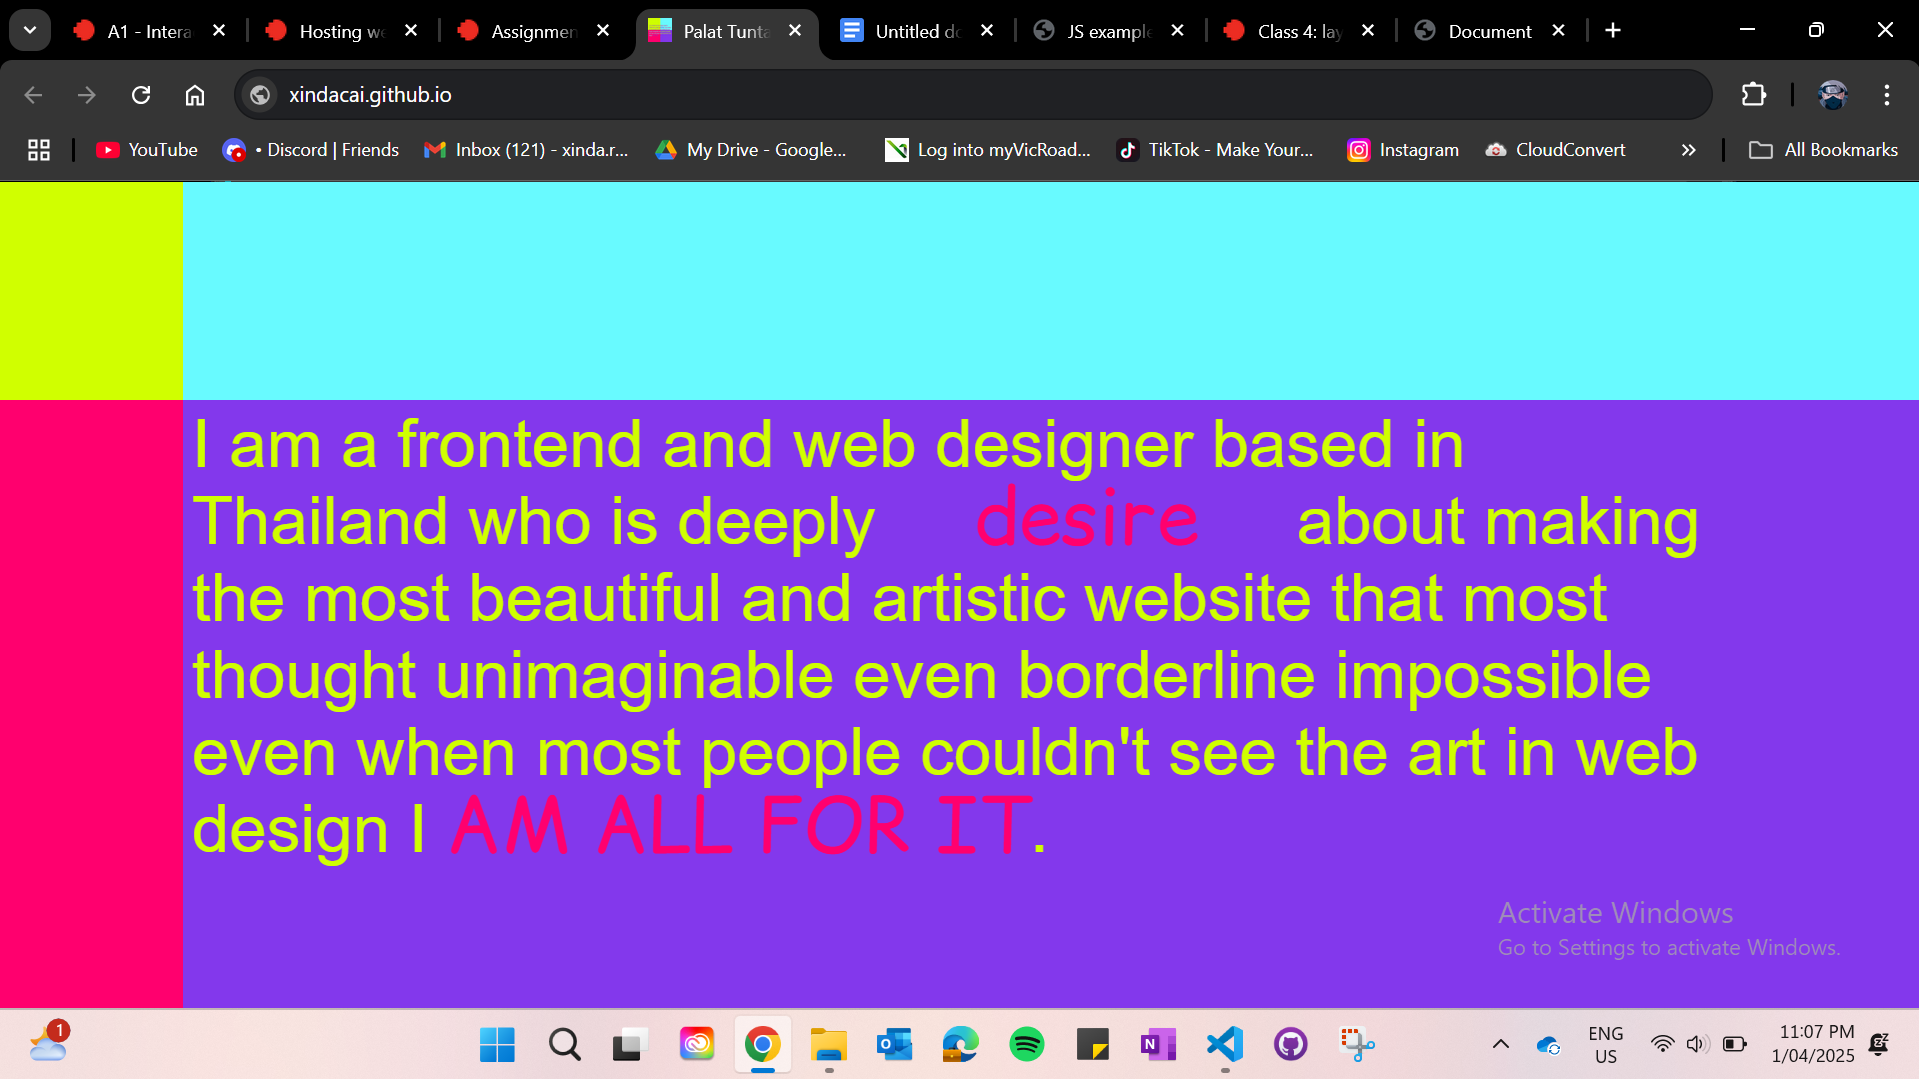 A1 - Intera
Hosting we
Assignmen
Palat Tunta
Untitled do
JS example
Class 4: lay
Document
xindacai.github.io
YouTube
• Discord | Friends
Inbox (121) - xinda.r...
My Drive - Google...
Log into myVicRoad...
TikTok - Make Your...
Instagram
CloudConvert
All Bookmarks
I am a frontend and web designer based in
Thailand who is deeply desire about making
the most beautiful and artistic website that most
thought unimaginable even borderline impossible
even when most people couldn't see the art in web
design I AM ALL FOR IT.
Activate Windows
Go to Settings to activate Windows.
1
ENG
US
11:07 PM
1/04/2025